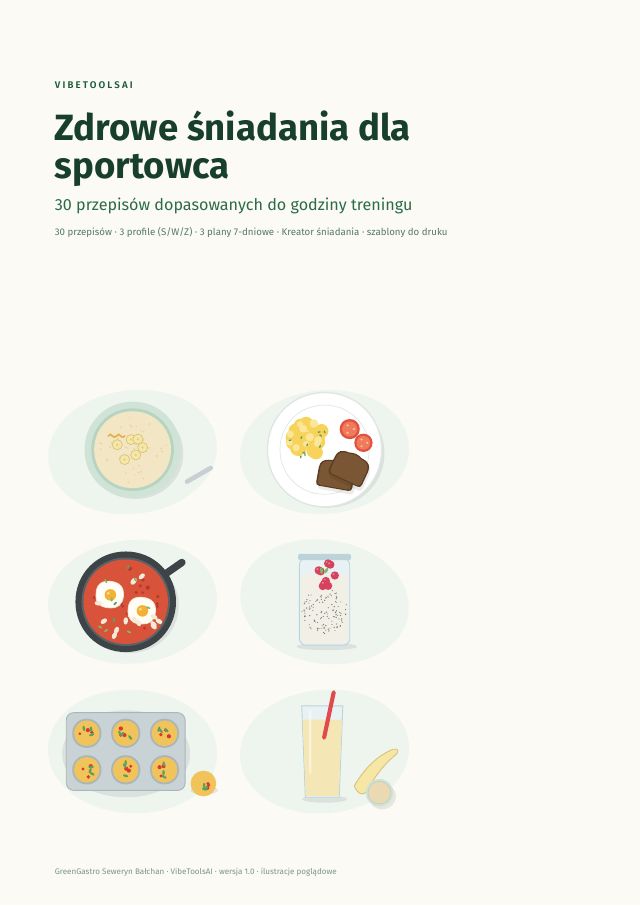 VIBETOOLSAI
Zdrowe śniadania dla
sportowca
30 przepisów dopasowanych do godziny treningu
30 przepisów · 3 profile (S/W/Z) · 3 plany 7-dniowe · Kreator śniadania · szablony do druku
GreenGastro Seweryn Bałchan · VibeToolsAI · wersja 1.0 · ilustracje poglądowe